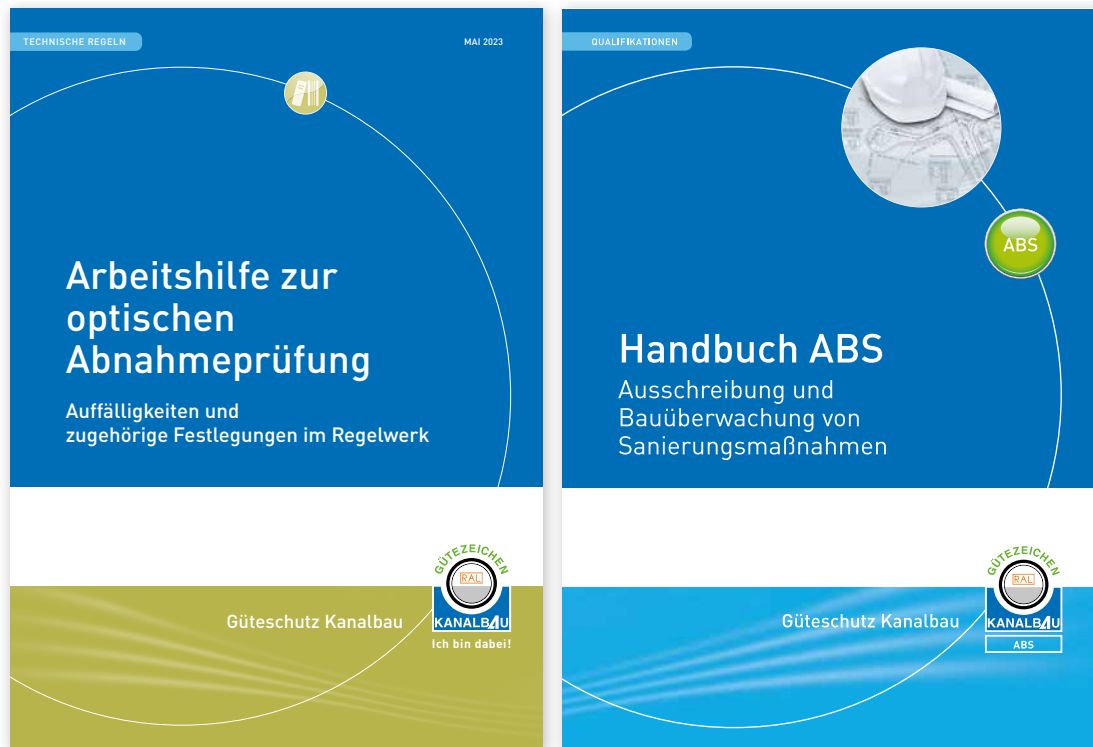 TECHNISCHE REGELN
MAI 2023
Arbeitshilfe zur
optischen
Abnahmeprüfung
Auffälligkeiten und
zugehörige Festlegungen im Regelwerk
GÜTEZEICHEN
RAL
Güteschutz Kanalbau
KANALBAU
Ich bin dabei!
QUALIFIKATIONEN
ABS
Handbuch ABS
Ausschreibung und
Bauüberwachung von
Sanierungsmaßnahmen
GÜTEZEICHEN
RAL
Güteschutz Kanalbau
KANALBAU
ABS